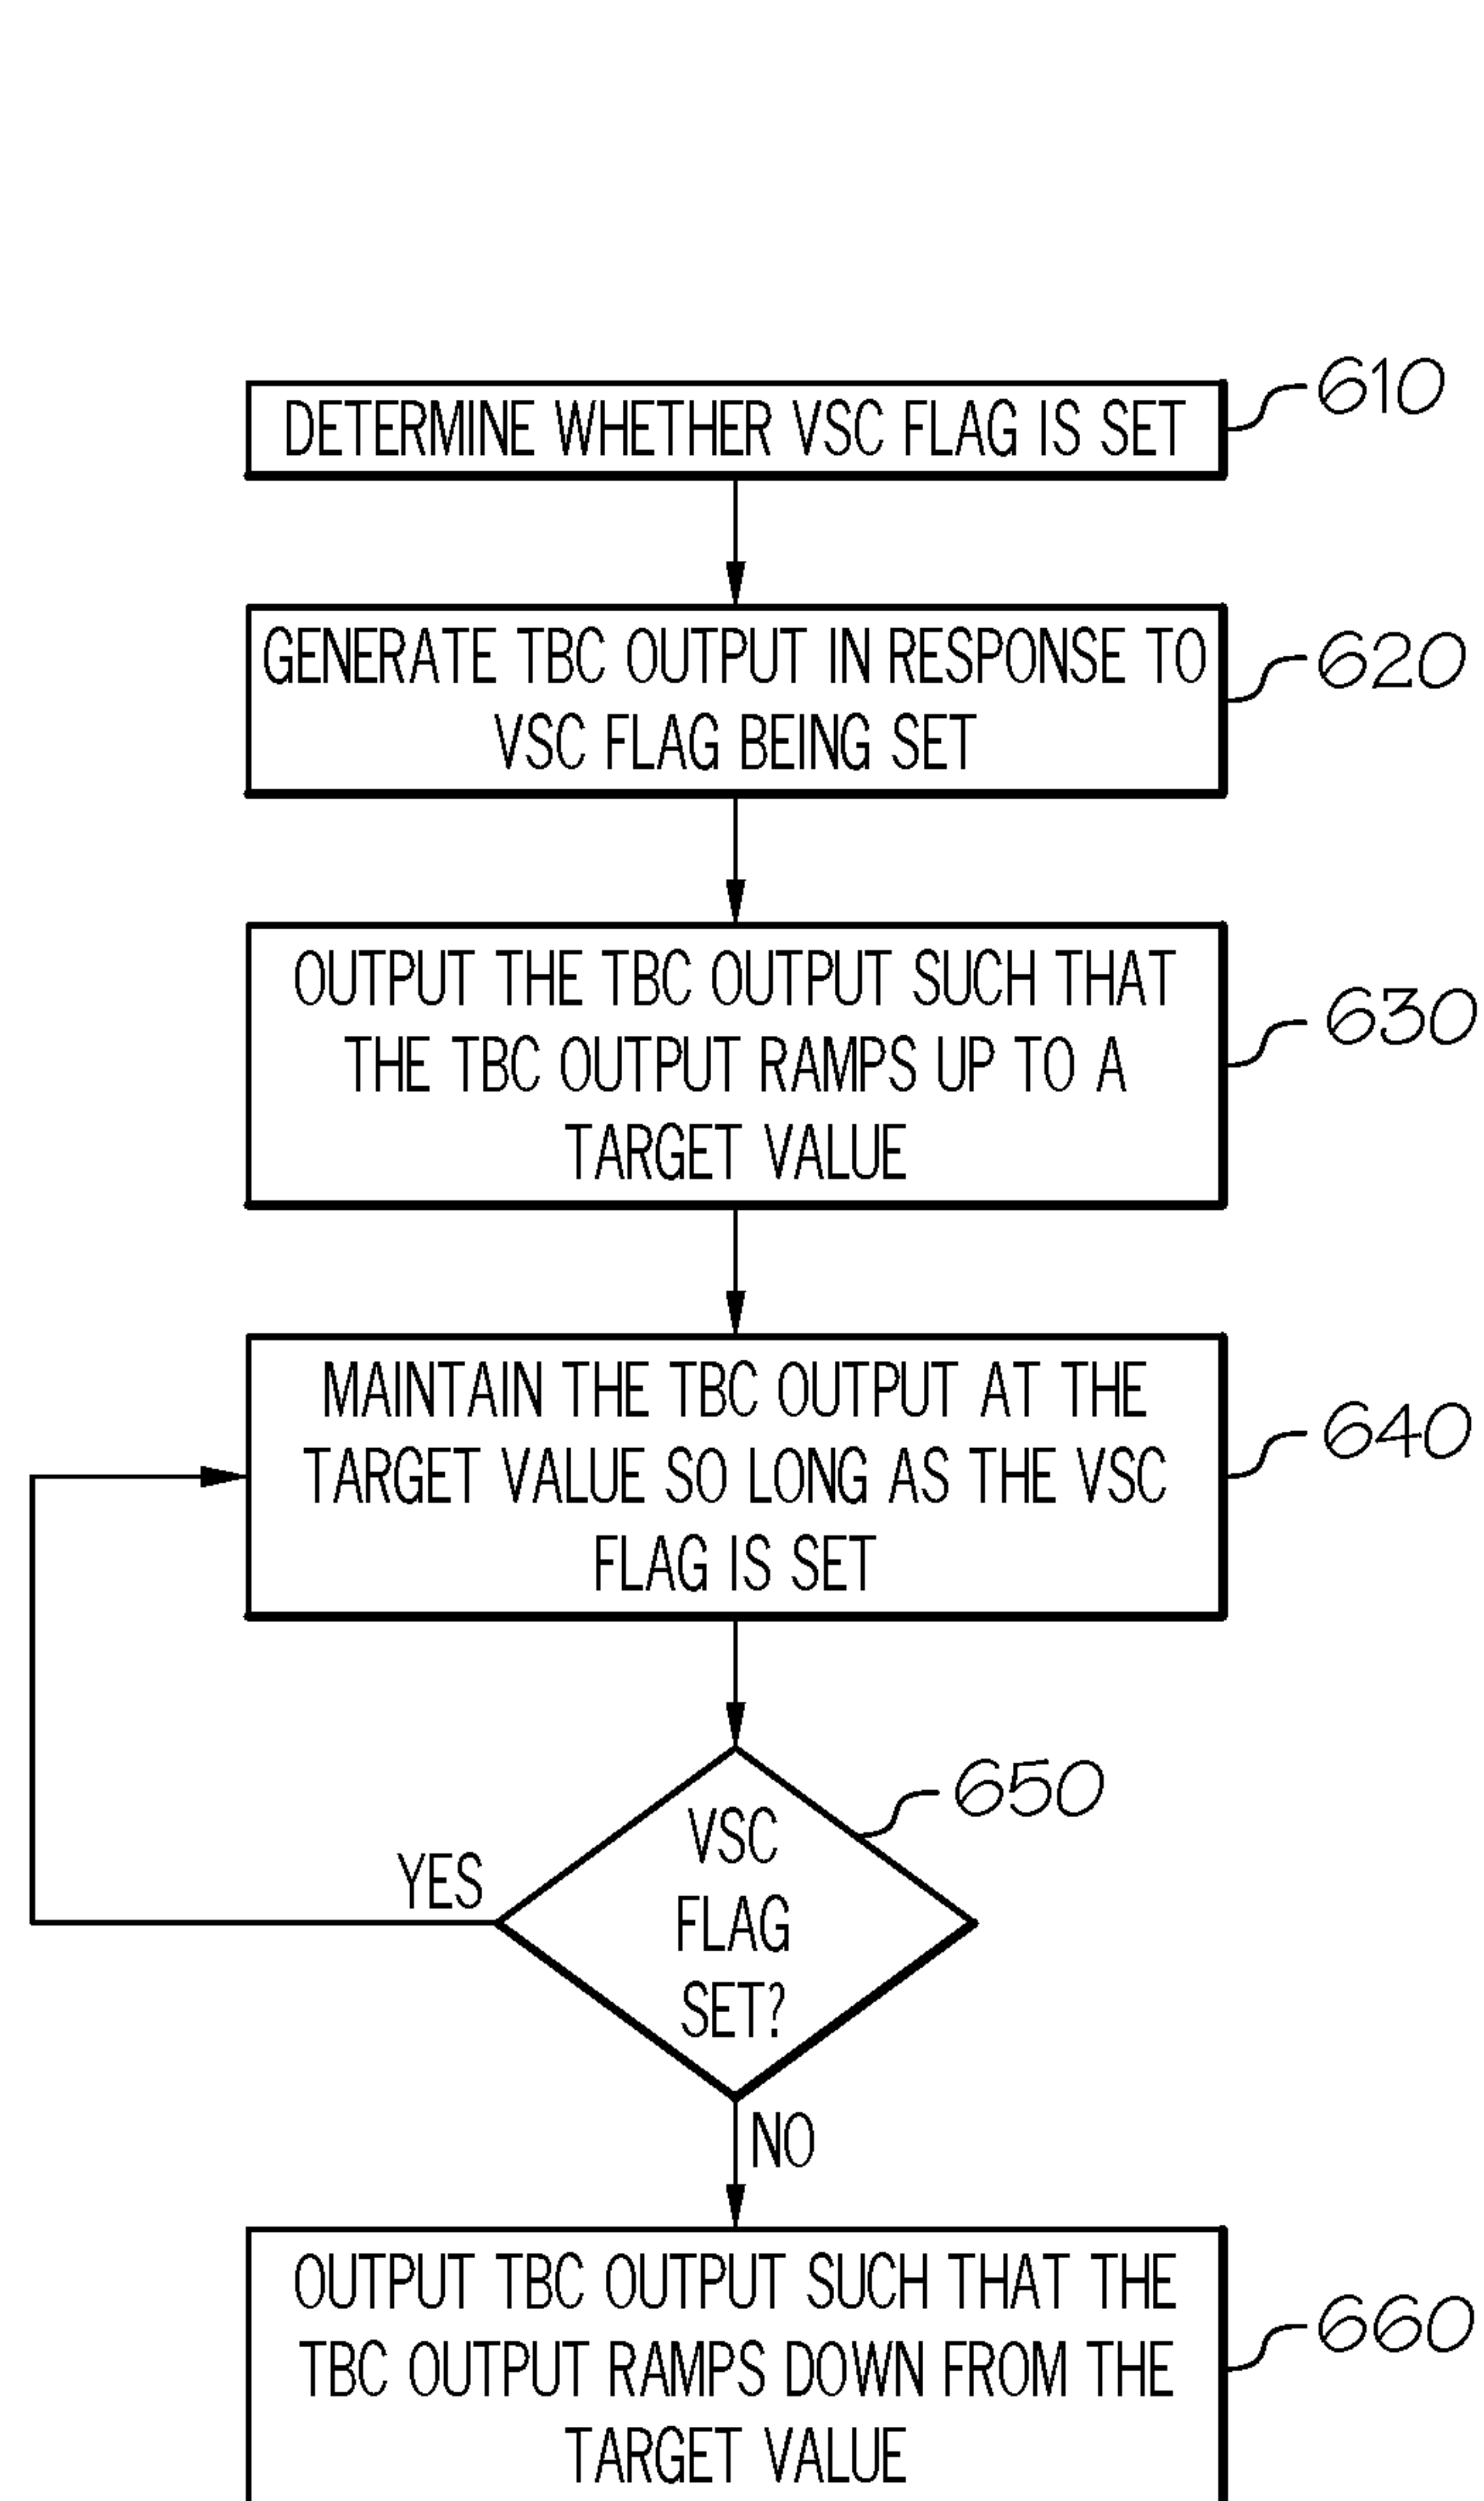 DETERMINE WHETHER VSC FLAG IS SET
610
GENERATE TBC OUTPUT IN RESPONSE TO
VSC FLAG BEING SET
620
OUTPUT THE TBC OUTPUT SUCH THAT
THE TBC OUTPUT RAMPS UP TO A
TARGET VALUE
630
MAINTAIN THE TBC OUTPUT AT THE
TARGET VALUE SO LONG AS THE VSC
FLAG IS SET
640
VSC
FLAG
SET?
650
YES
NO
OUTPUT TBC OUTPUT SUCH THAT THE
TBC OUTPUT RAMPS DOWN FROM THE
TARGET VALUE
660